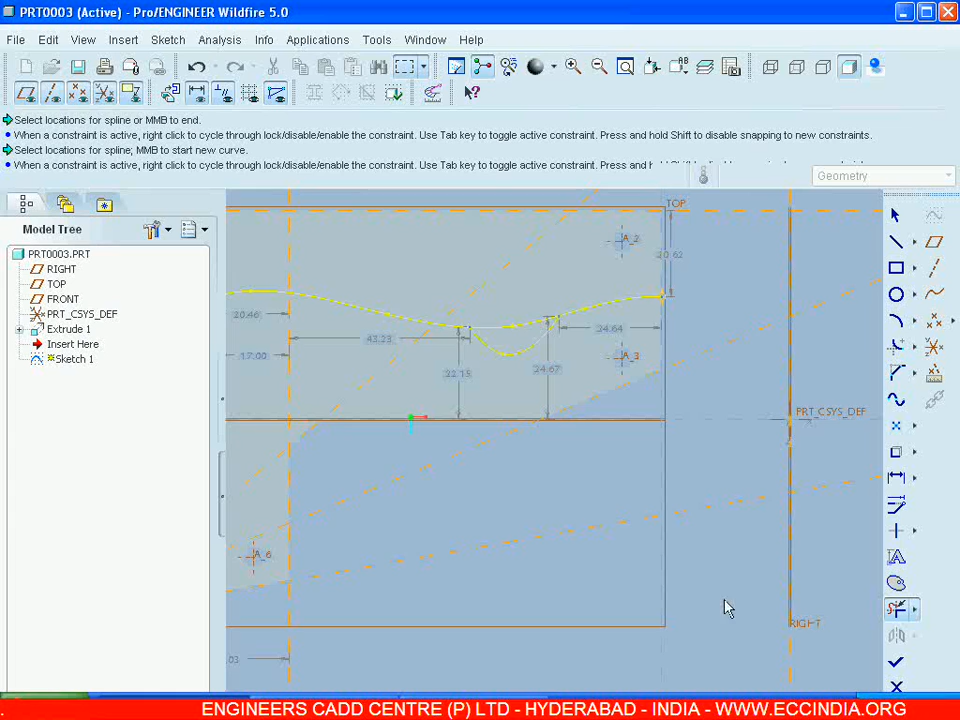 PRT0003 (Active) - Pro/ENGINEER Wildfire 5.0
File Edit View Insert Sketch Analysis Info Applications Tools Window Help
Select locations for spline or MMB to end.
When a constraint is active, right click to cycle through lock/disable/enable the constraint. Use Tab key to toggle active constraint. Press and hold Shift to disable snapping to new constraints.
Select locations for spline; MMB to start new curve.
When a constraint is active, right click to cycle through lock/disable/enable the constraint. Use Tab key to toggle active constraint. Press and
Geometry
Model Tree
PRT0003.PRT
RIGHT
TOP
FRONT
PRT_CSYS_DEF
Extrude 1
Insert Here
Sketch 1
TOP
A_2
20.62
20.46
24.64
43.23
17.00
A_3
22.15
24.67
PRT_CSYS_DEF
A_6
RIGHT
.03
ENGINEERS CADD CENTRE (P) LTD - HYDERABAD - INDIA - WWW.ECCINDIA.ORG